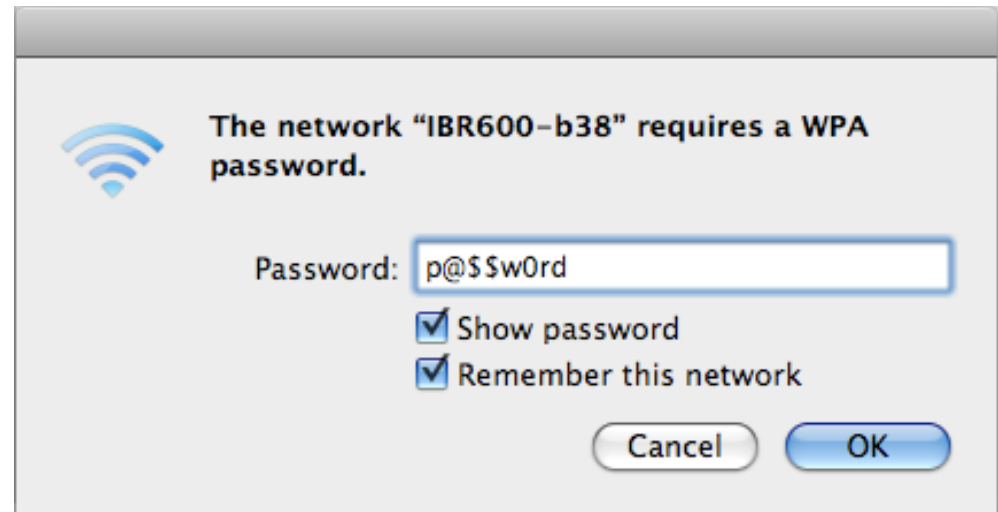 The network “IBR600-b38” requires a WPA
password.
Password: p@$$w0rd
Show password
Remember this network
Cancel OK